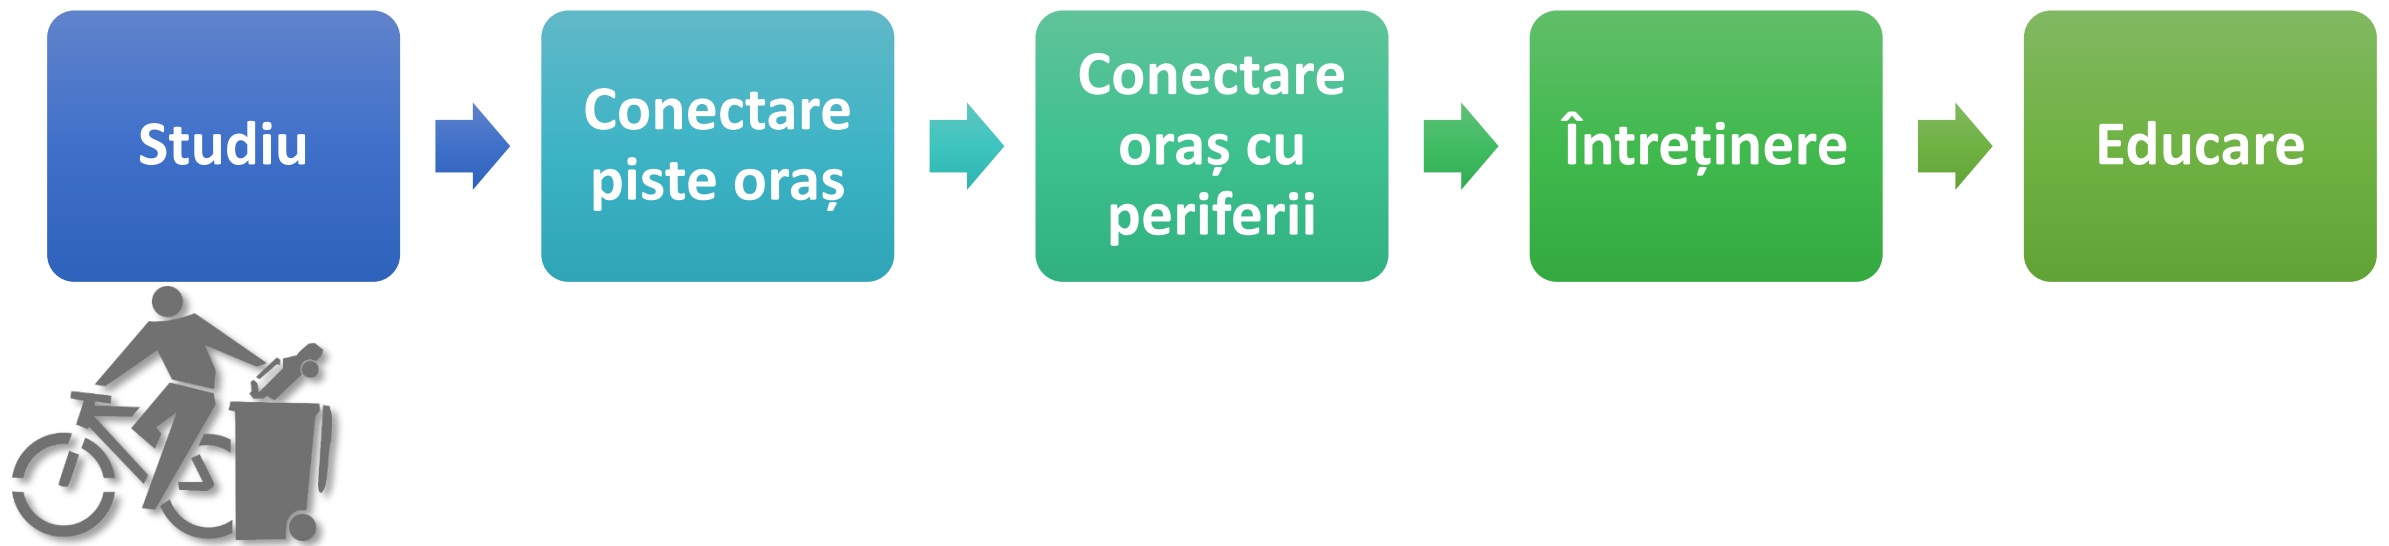 Studiu
Conectare
piste oraș
Conectare
oraș cu
periferii
Întreținere
Educare